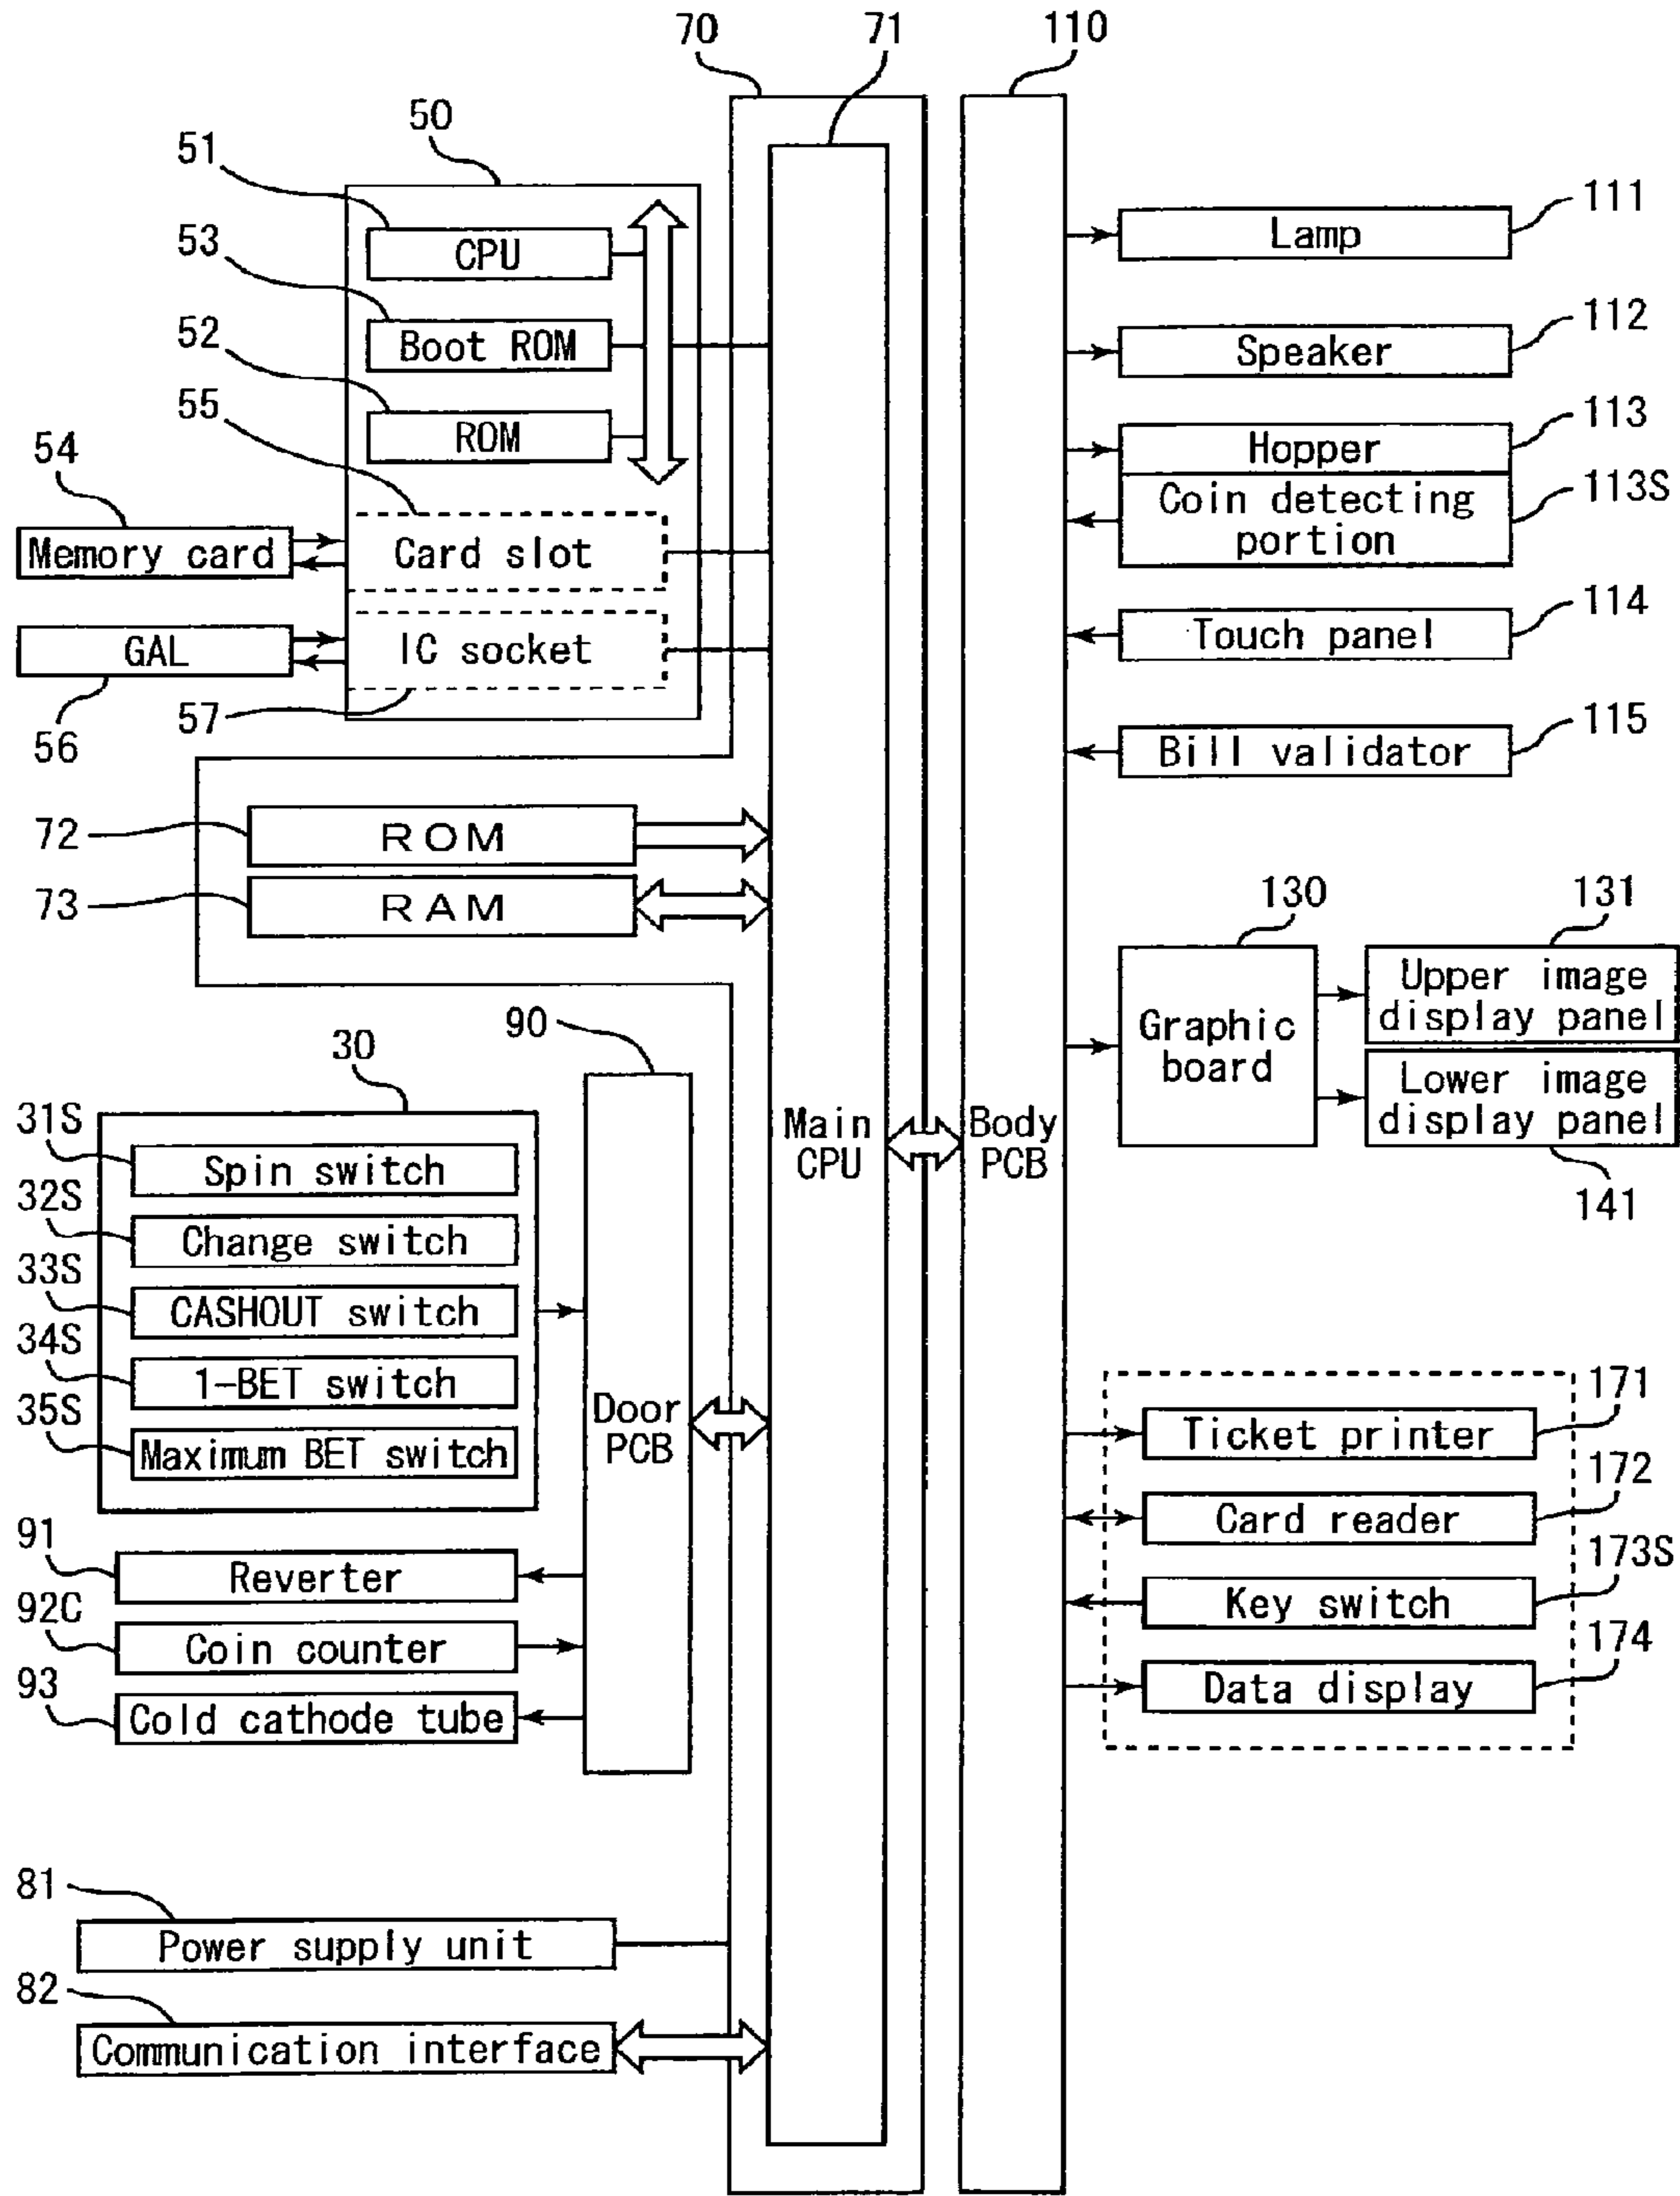 70
71
110
50
51
CPU
53
Boot ROM
52
ROM
55
54
Memory card
Card slot
GAL
IC socket
56
57
111
Lamp
112
Speaker
113
Hopper
113S
Coin detecting
portion
114
Touch panel
115
Bill validator
72
ROM
73
RAM
130
131
Graphic
board
Upper image
display panel
Lower image
display panel
141
Main
CPU
Body
PCB
90
30
31S
Spin switch
32S
Change switch
33S
CASHOUT switch
34S
1-BET switch
35S
Maximum BET switch
Door
PCB
91
Reverter
92C
Coin counter
93
Cold cathode tube
171
Ticket printer
172
Card reader
173S
Key switch
174
Data display
81
Power supply unit
82
Communication interface